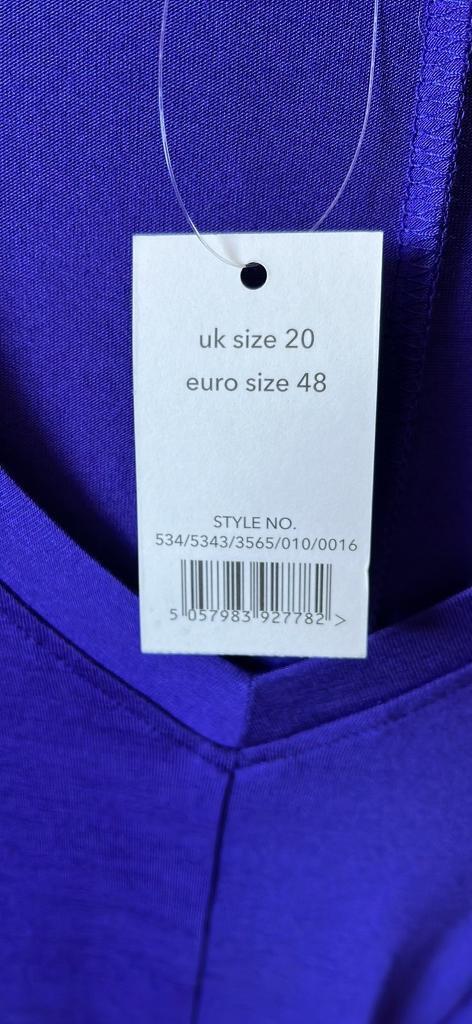 uk size 20
euro size 48
STYLE NO.
534/5343/3565/010/0016
5 057983 927782 >